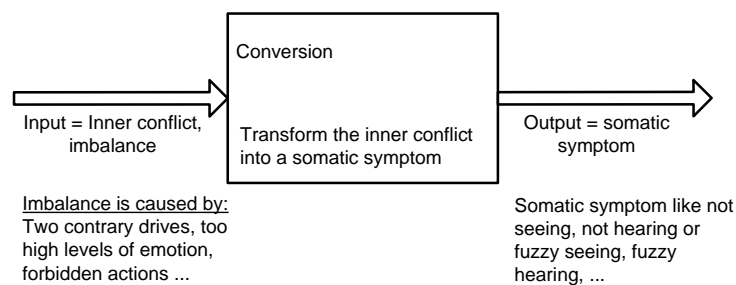 Conversion
Input = Inner conflict,
imbalance
Transform the inner conflict
into a somatic symptom
Output = somatic
symptom
Imbalance is caused by:
Two contrary drives, too
high levels of emotion,
forbidden actions ...
Somatic symptom like not
seeing, not hearing or
fuzzy seeing, fuzzy
hearing, ...